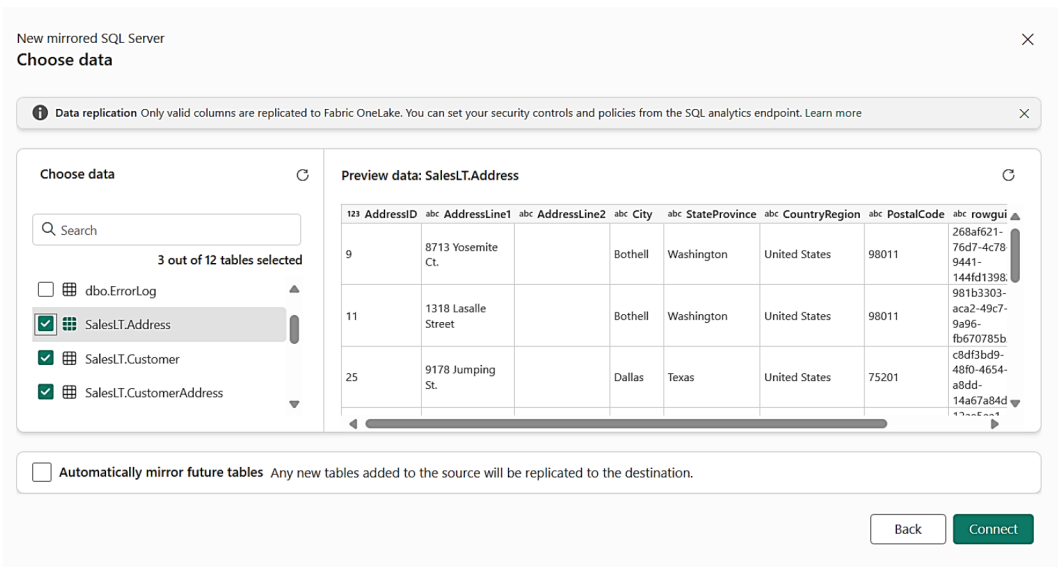 New mirrored SQL Server
Choose data
Data replication Only valid columns are replicated to Fabric OneLake. You can set your security controls and policies from the SQL analytics endpoint. Learn more
Choose data
Search
3 out of 12 tables selected
dbo.ErrorLog
SalesLT.Address
SalesLT.Customer
SalesLT.CustomerAddress
Preview data: SalesLT.Address
123 AddressID abc AddressLine1 abc AddressLine2 abc City abc StateProvince abc CountryRegion abc PostalCode abc rowgui
9 8713 Yosemite Bothell Washington United States 98011 268af621-
Ct. 76d7-4c78
9441-
144fd1398
11 1318 Lasalle Bothell Washington United States 98011 981b3303-
Street aca2-49c7-
9a96-
fb670785b
25 9178 Jumping Dallas Texas United States 75201 c8df3bd9-
St. 48f0-4654-
a8dd-
14a67a84d
Automatically mirror future tables Any new tables added to the source will be replicated to the destination.
Back Connect